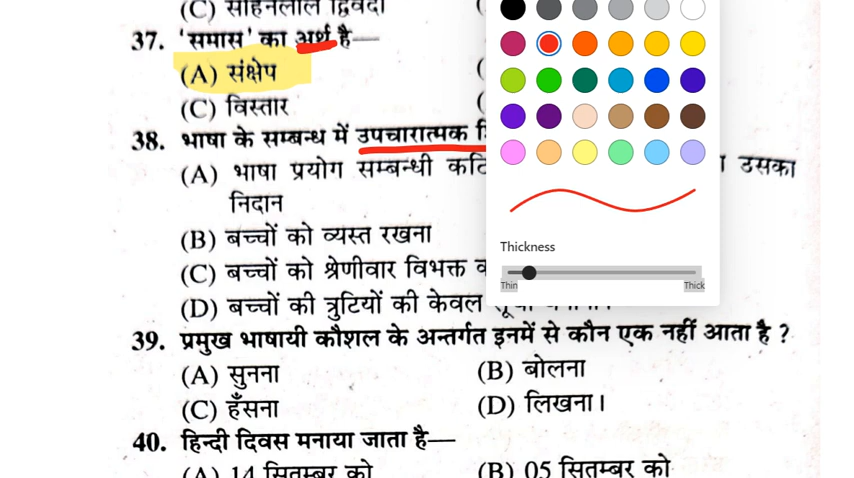 (C) सोहनलाल द्विवेदी
37. 'समास' का अर्थ है—
(A) संक्षेप
(C) विस्तार
38. भाषा के सम्बन्ध में उपचारात्मक
(A) भाषा प्रयोग सम्बन्धी उसका
निदान
(B) बच्चों को व्यस्त रखना
(C) बच्चों को श्रेणीवार विभक्त
(D) बच्चों की त्रुटियों की केवल
39. प्रमुख भाषायी कौशल के अन्तर्गत इनमें से कौन एक नहीं आता है ?
(A) सुनना (B) बोलना
(C) हँसना (D) लिखना।
40. हिन्दी दिवस मनाया जाता है—
(A) 14 सितम्बर को (B) 05 सितम्बर को
Thickness
Thin Thick